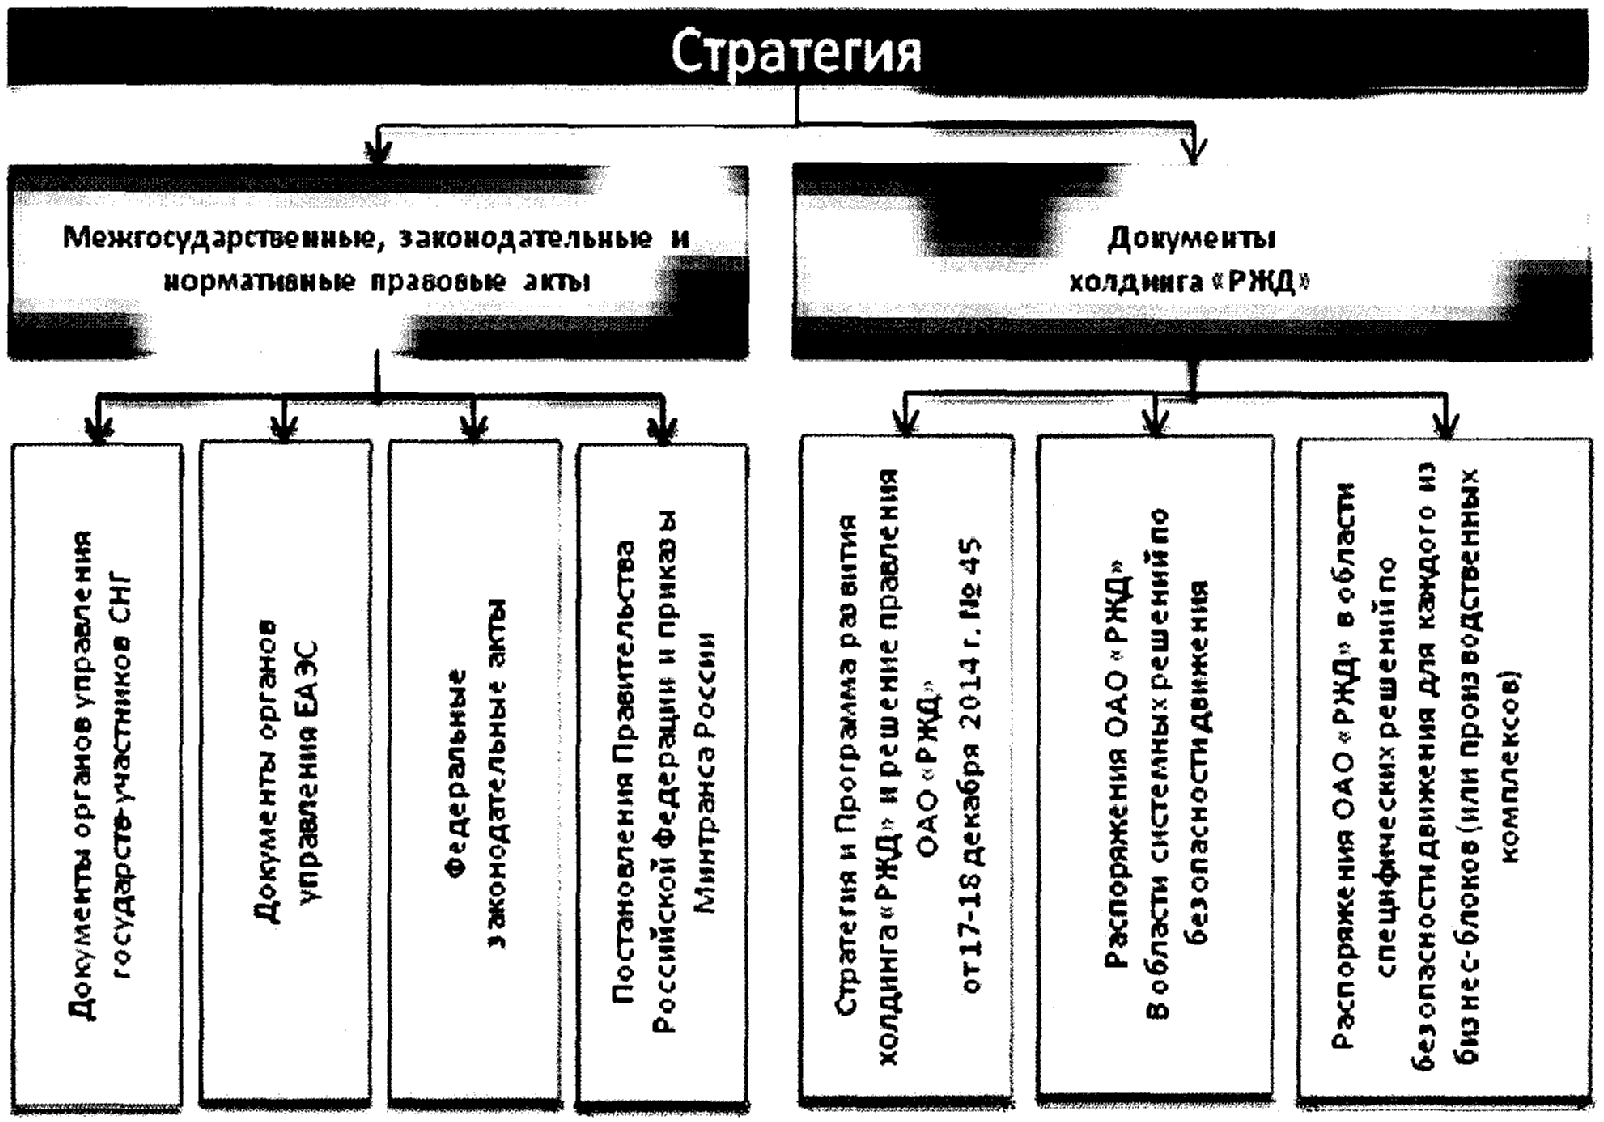 Стратегия
Межгосударственные, законодательные и
нормативные правовые акты
Документы
холдинга «РЖД»
Документы органов управления
государств-участников СНГ
Документы органов
управления ЕАЭС
Федеральные
законодательные акты
Постановления Правительства
Российской Федерации и приказы
Минтранса России
Стратегия и Программа развития
холдинга «РЖД» и решение правления
ОАО «РЖД»
от 17-18 декабря 2014 г. № 45
Распоряжения ОАО «РЖД»
В области системных решений по
безопасности движения
Распоряжения ОАО «РЖД» в области
специфических решений по
безопасности движения для каждого из
бизнес-блоков (или производственных
комплексов)